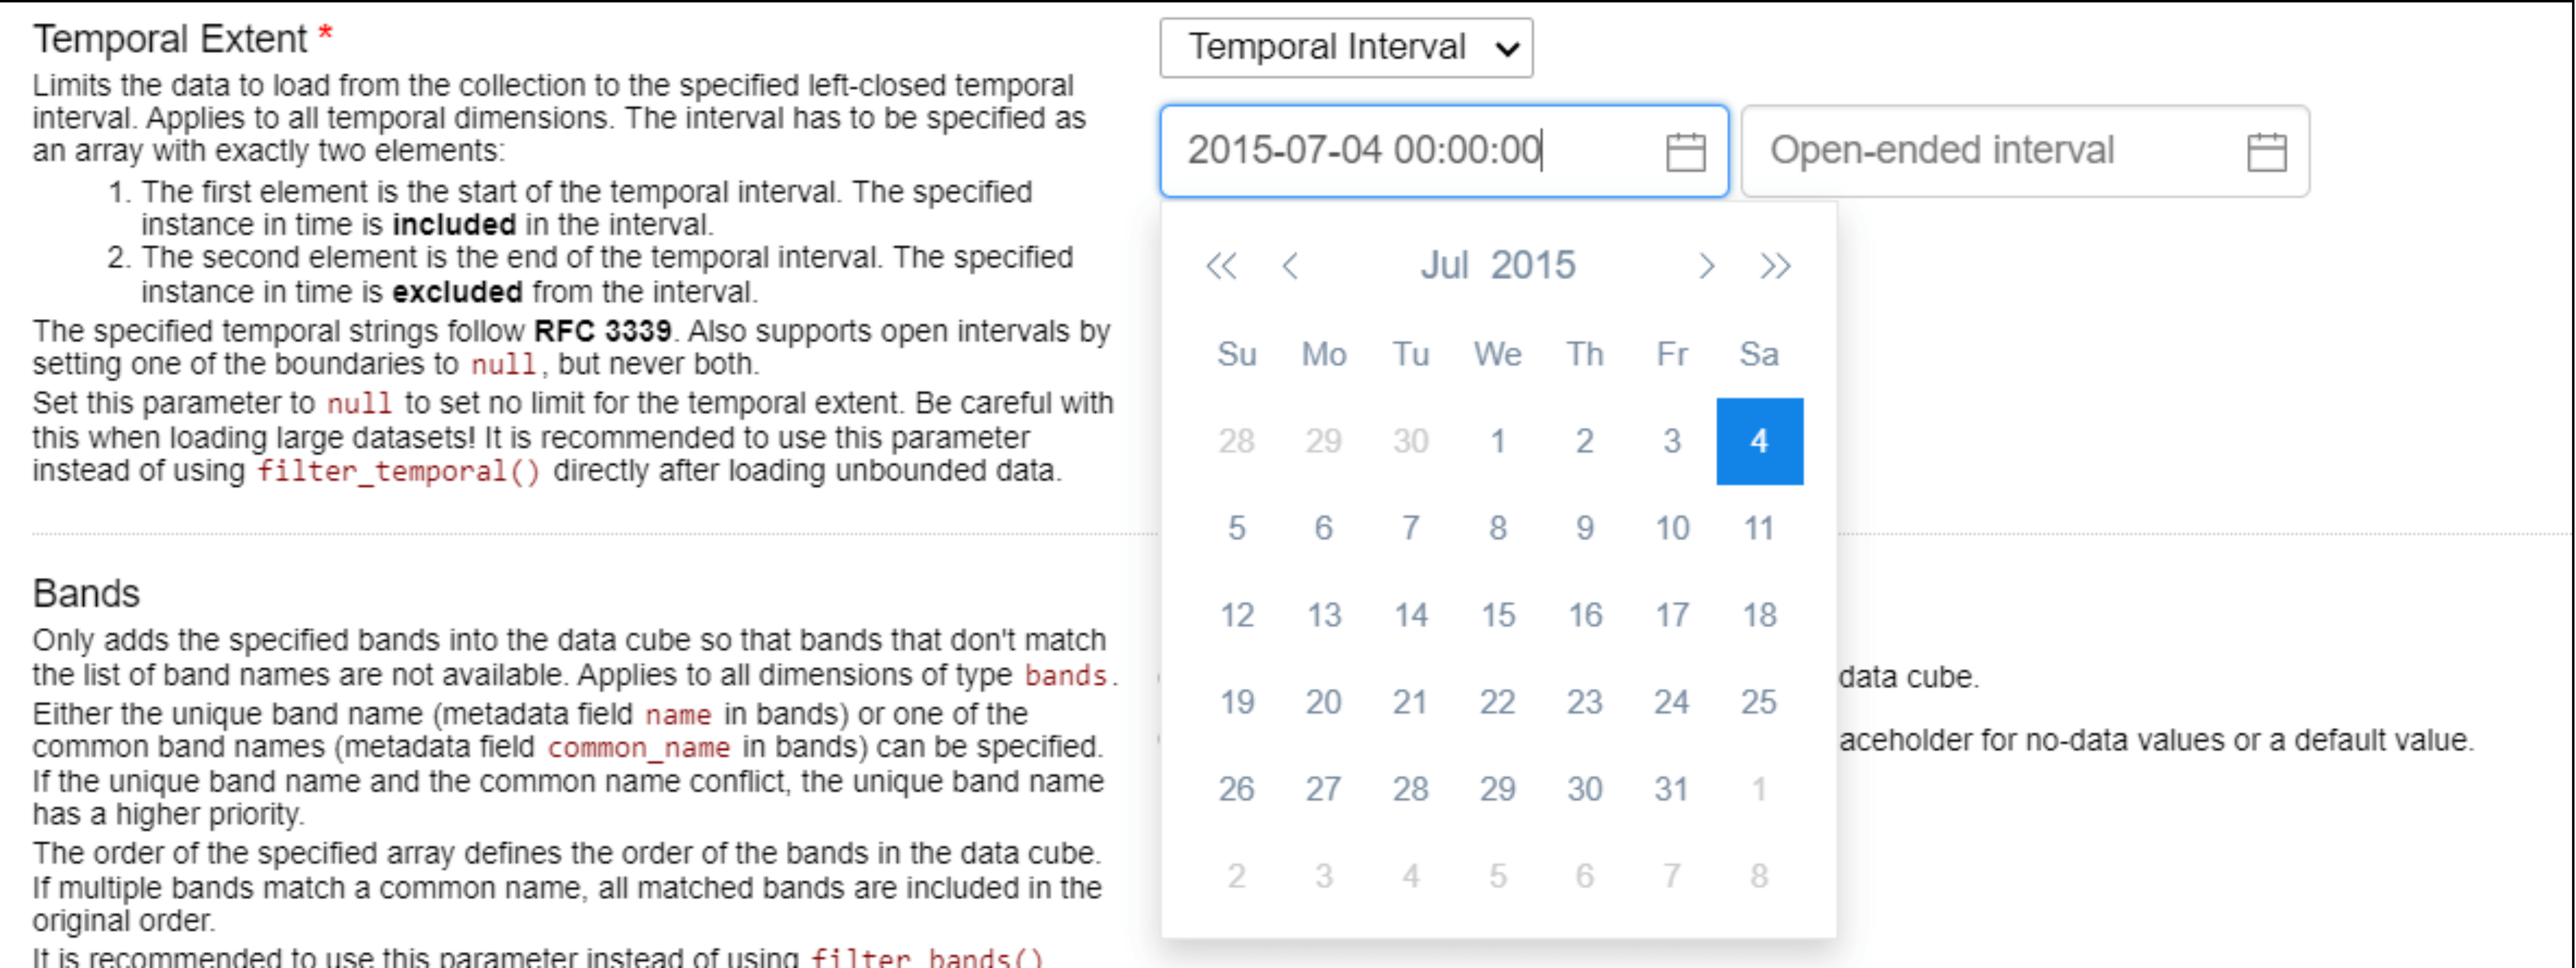 Temporal Extent *
Limits the data to load from the collection to the specified left-closed temporal
interval. Applies to all temporal dimensions. The interval has to be specified as
an array with exactly two elements:
1. The first element is the start of the temporal interval. The specified
instance in time is included in the interval.
2. The second element is the end of the temporal interval. The specified
instance in time is excluded from the interval.
The specified temporal strings follow RFC 3339. Also supports open intervals by
setting one of the boundaries to null, but never both.
Set this parameter to null to set no limit for the temporal extent. Be careful with
this when loading large datasets! It is recommended to use this parameter
instead of using filter_temporal() directly after loading unbounded data.
Temporal Interval
2015-07-04 00:00:00
Open-ended interval
Jul 2015
Su Mo Tu We Th Fr Sa
28 29 30 1 2 3 4
5 6 7 8 9 10 11
12 13 14 15 16 17 18
19 20 21 22 23 24 25
26 27 28 29 30 31 1
2 3 4 5 6 7 8
Bands
Only adds the specified bands into the data cube so that bands that don't match
the list of band names are not available. Applies to all dimensions of type bands.
Either the unique band name (metadata field name in bands) or one of the
common band names (metadata field common_name in bands) can be specified.
If the unique band name and the common name conflict, the unique band name
has a higher priority.
The order of the specified array defines the order of the bands in the data cube.
If multiple bands match a common name, all matched bands are included in the
original order.
It is recommended to use this parameter instead of using filter_bands()
data cube.
aceholder for no-data values or a default value.